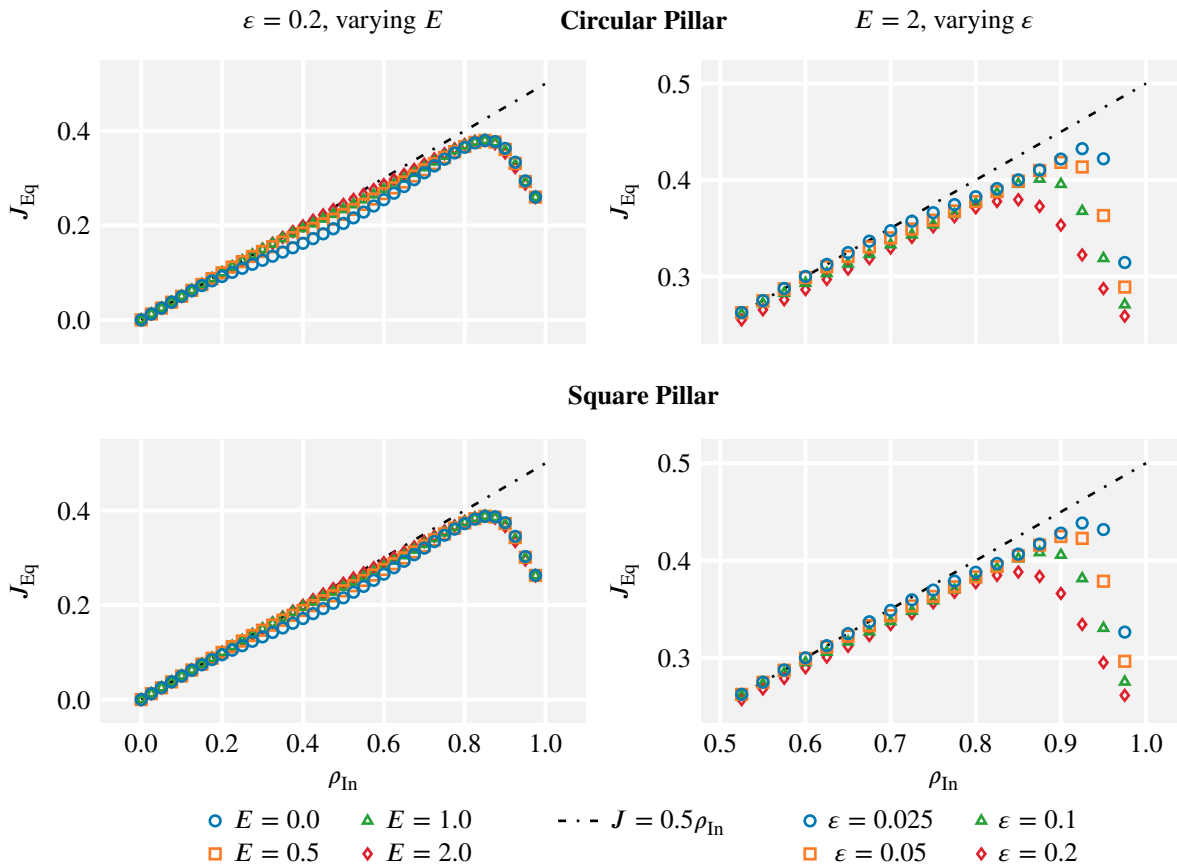 ε = 0.2, varying E
Circular Pillar
E = 2, varying ε
J_Eq
0.4
0.2
0.0
J_Eq
0.5
0.4
0.3
Square Pillar
J_Eq
0.4
0.2
0.0
0.0 0.2 0.4 0.6 0.8 1.0
ρ_In
J_Eq
0.5
0.4
0.3
0.5 0.6 0.7 0.8 0.9 1.0
ρ_In
E = 0.0
E = 0.5
E = 1.0
E = 2.0
J = 0.5ρ_In
ε = 0.025
ε = 0.05
ε = 0.1
ε = 0.2